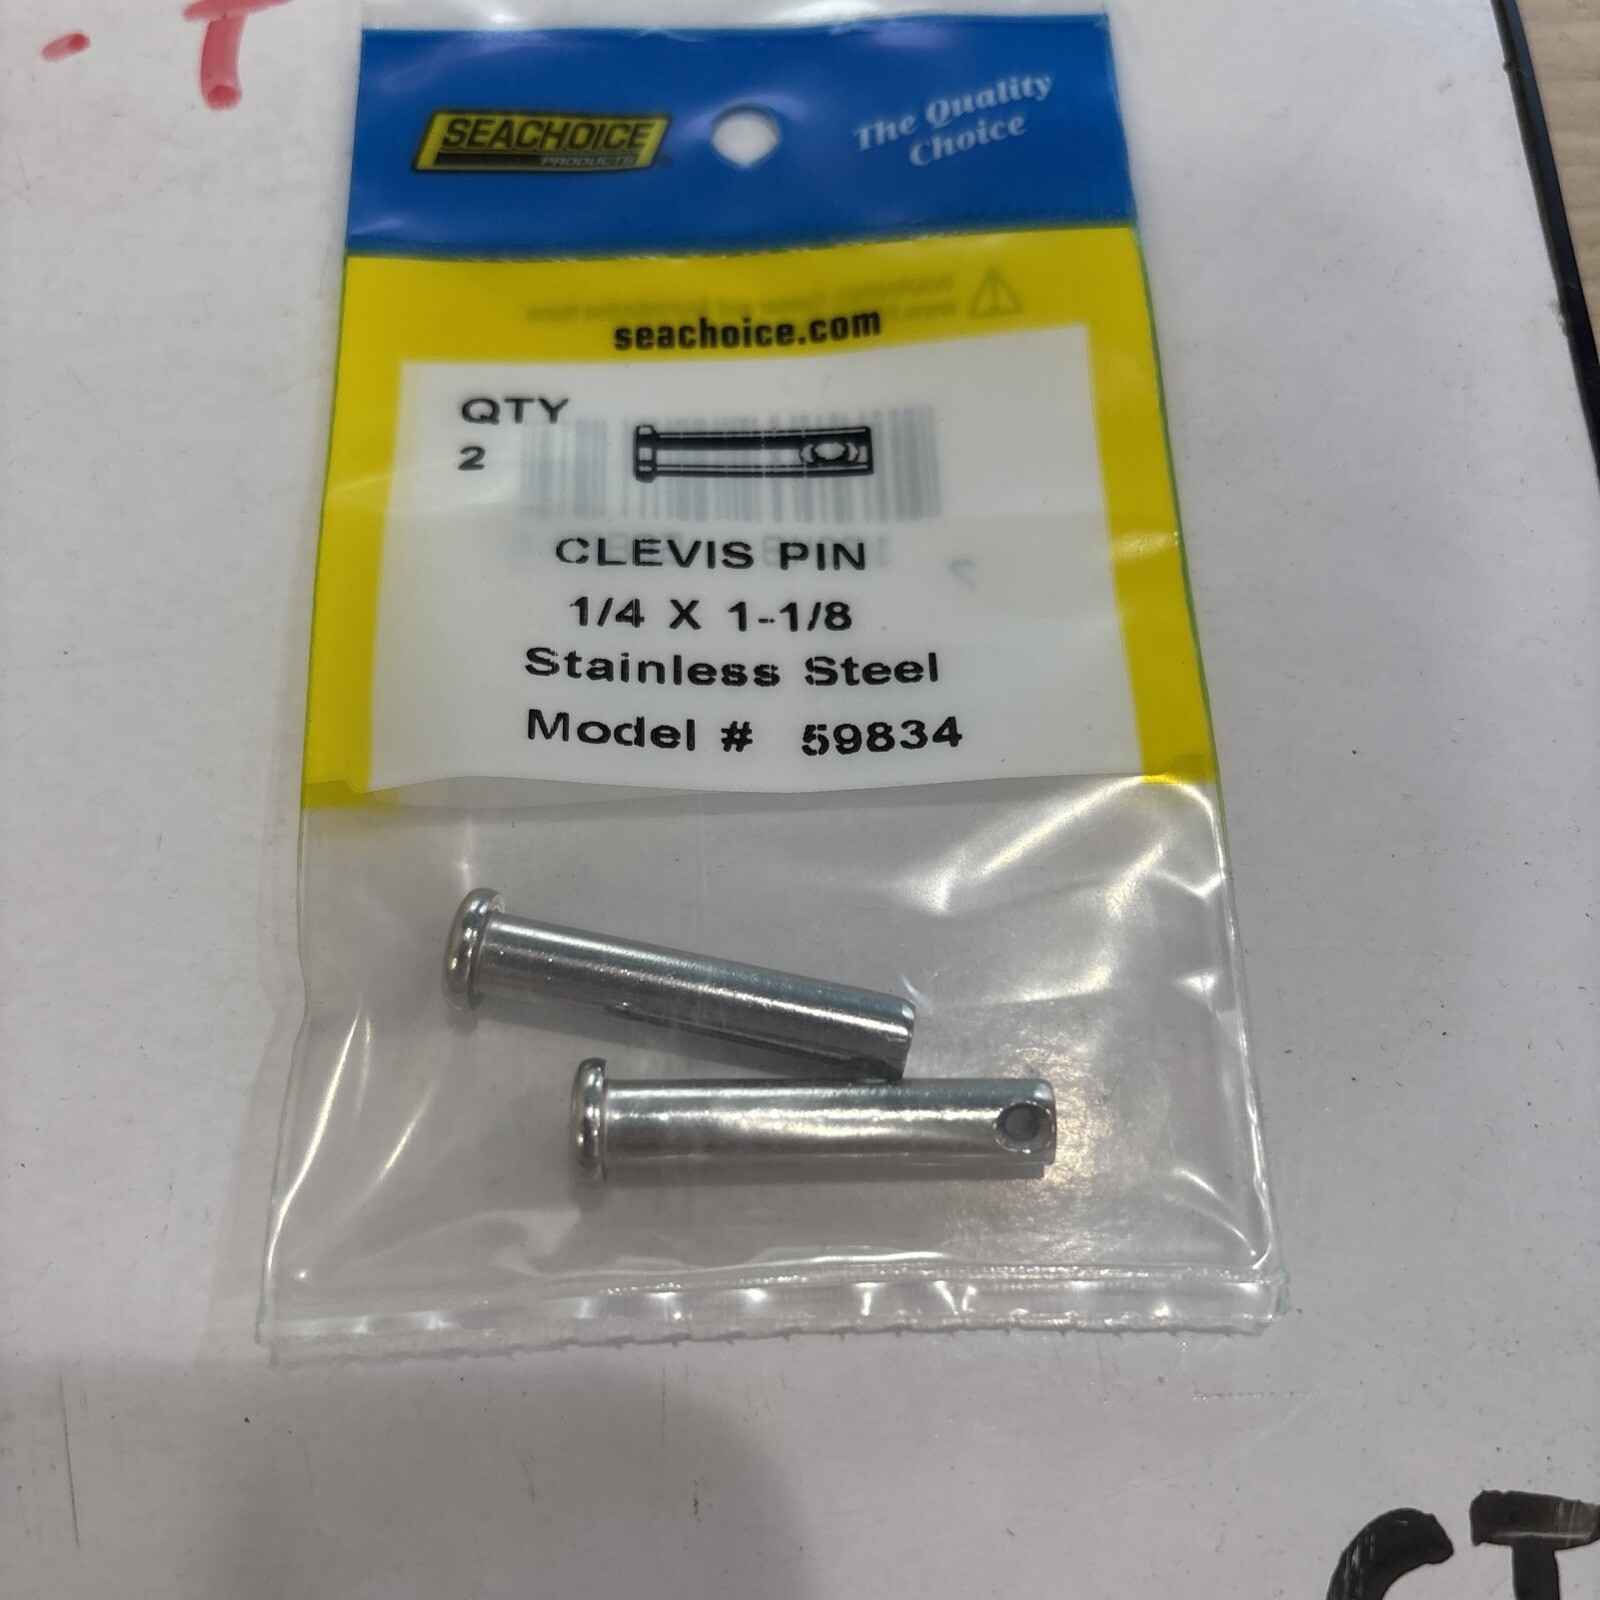 - T
SEACHOICE
PRODUCTS
The Quality
Choice
seachoice.com
QTY
2
CLEVIS PIN
1/4 X 1-1/8
Stainless Steel
Model # 59834
CT